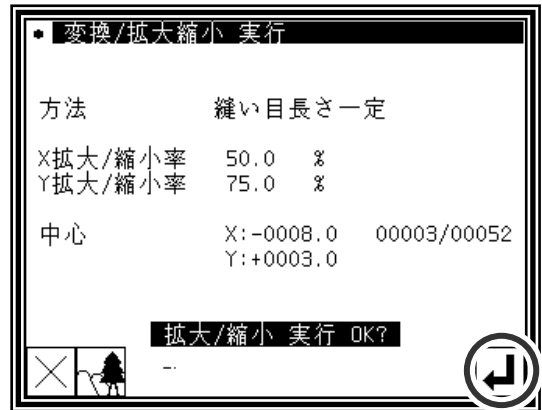 変換/拡大縮小 実行
方法 縫い目長さ一定
X拡大/縮小率 50.0 %
Y拡大/縮小率 75.0 %
中心 X:-0008.0 00003/00052
Y:+0003.0
拡大/縮小 実行 OK?